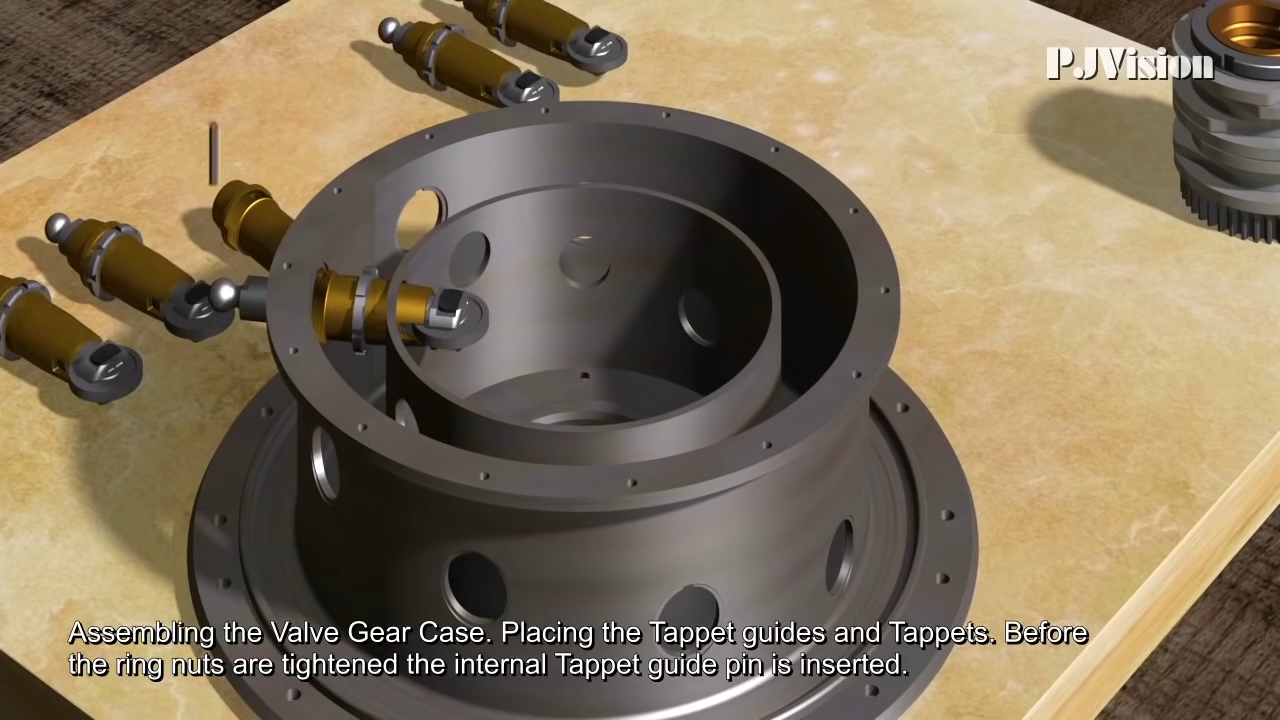 PJVision
Assembling the Valve Gear Case. Placing the Tappet guides and Tappets. Before
the ring nuts are tightened the internal Tappet guide pin is inserted.